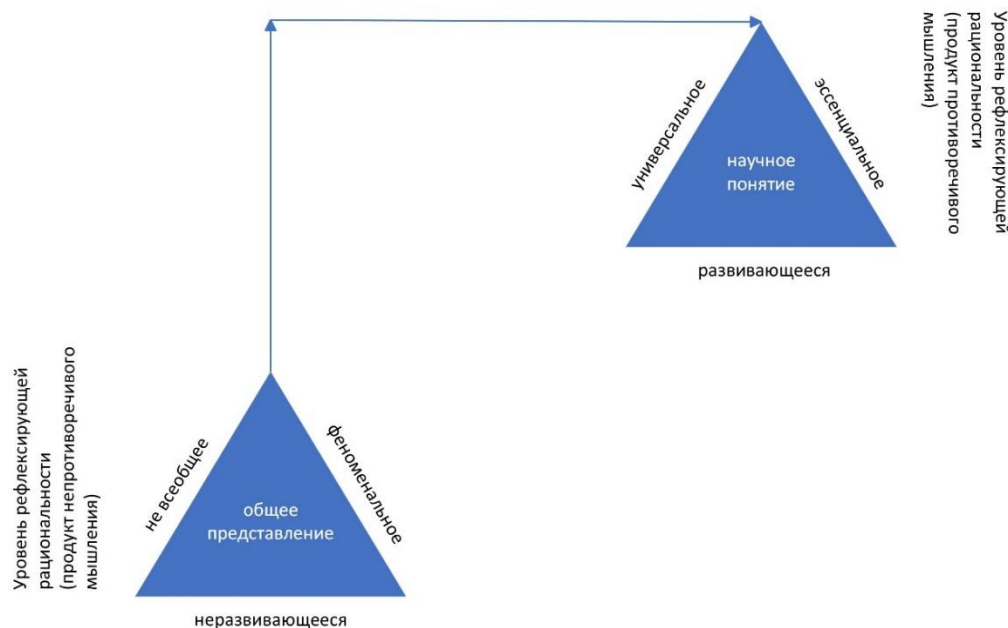 Уровень рефлексирующей
рациональности
(продукт противоречивого
мышления)
универсальное
эссенциальное
научное
понятие
развивающееся
Уровень рефлексирующей
рациональности
(продукт непротиворечивого
мышления)
не всеобщее
феноменальное
общее
представление
неразвивающееся